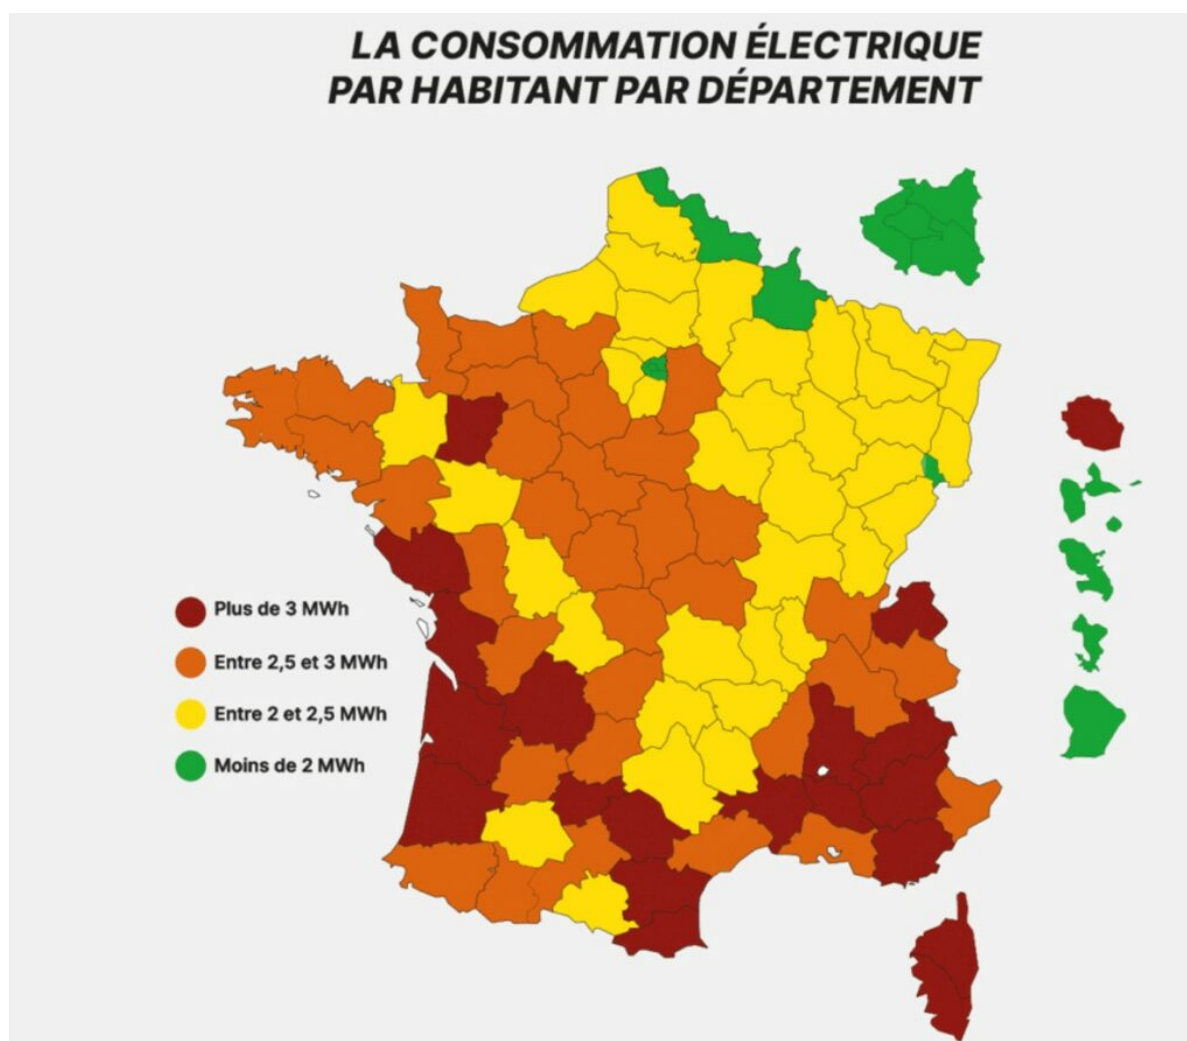 LA CONSOMMATION ÉLECTRIQUE
PAR HABITANT PAR DÉPARTEMENT
Plus de 3 MWh
Entre 2,5 et 3 MWh
Entre 2 et 2,5 MWh
Moins de 2 MWh